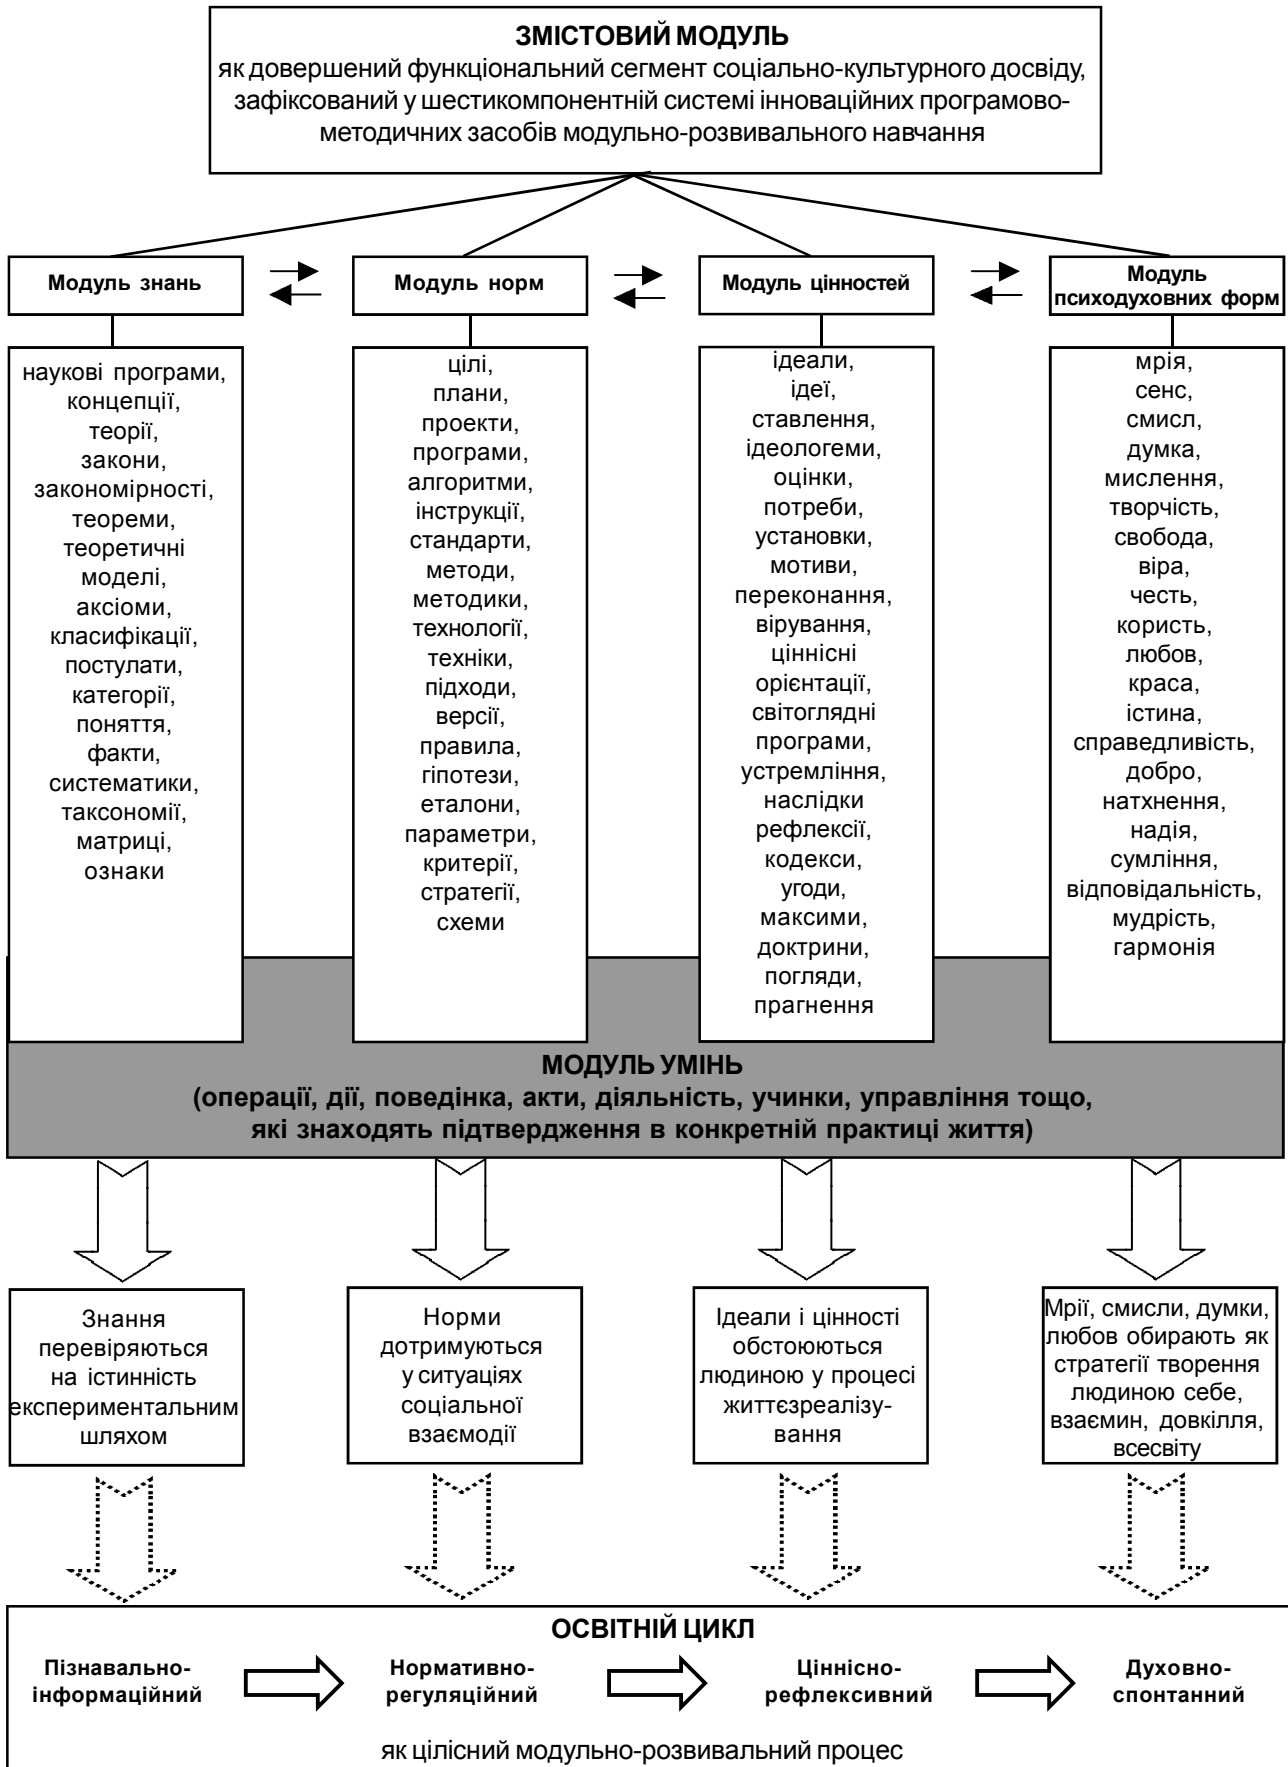 ЗМІСТОВИЙ МОДУЛЬ
як довершений функціональний сегмент соціально-культурного досвіду,
зафіксований у шестикомпонентній системі інноваційних програмово-
методичних засобів модульно-розвивального навчання
Модуль знань
Модуль норм
Модуль цінностей
Модуль
психодуховних форм
наукові програми,
концепції,
теорії,
закони,
закономірності,
теореми,
теоретичні
моделі,
аксіоми,
класифікації,
постулати,
категорії,
поняття,
факти,
систематики,
таксономії,
матриці,
ознаки
цілі,
плани,
проекти,
програми,
алгоритми,
інструкції,
стандарти,
методи,
методики,
технології,
техніки,
підходи,
версії,
правила,
гіпотези,
еталони,
параметри,
критерії,
стратегії,
схеми
ідеали,
ідеї,
ставлення,
ідеологеми,
оцінки,
потреби,
установки,
мотиви,
переконання,
вірування,
ціннісні
орієнтації,
світоглядні
програми,
устремління,
наслідки
рефлексії,
кодекси,
угоди,
максими,
доктрини,
погляди,
прагнення
мрія,
сенс,
смисл,
думка,
мислення,
творчість,
свобода,
віра,
честь,
користь,
любов,
краса,
істина,
справедливість,
добро,
натхнення,
надія,
сумління,
відповідальність,
мудрість,
гармонія
МОДУЛЬ УМІНЬ
(операції, дії, поведінка, акти, діяльність, учинки, управління тощо,
які знаходять підтвердження в конкретній практиці життя)
Знання
перевіряються
на істинність
експериментальним
шляхом
Норми
дотримуються
у ситуаціях
соціальної
взаємодії
Ідеали і цінності
обстоюються
людиною у процесі
життєзреалізу-
вання
Мрії, смисли, думки,
любов обирають як
стратегії творення
людиною себе,
взаємин, довкілля,
всесвіту
ОСВІТНІЙ ЦИКЛ
Пізнавально-
інформаційний
Нормативно-
регуляційний
Ціннісно-
рефлексивний
Духовно-
спонтанний
як цілісний модульно-розвивальний процес